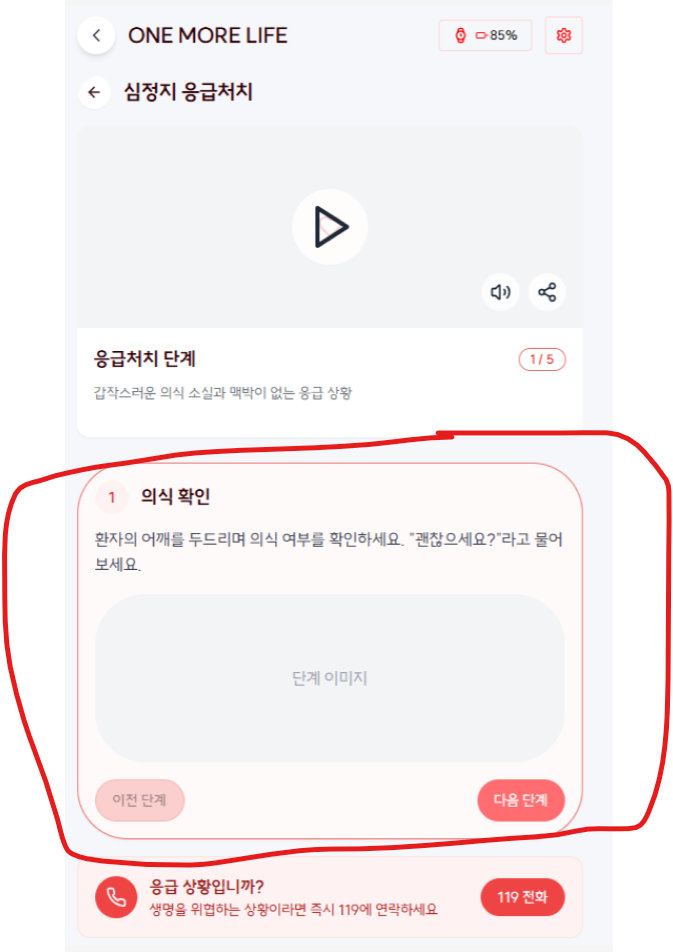 ONE MORE LIFE
85%
심정지 응급처치
응급처치 단계
1 / 5
갑작스러운 의식 소실과 맥박이 없는 응급 상황
1
의식 확인
환자의 어깨를 두드리며 의식 여부를 확인하세요. "괜찮으세요?"라고 물어
보세요.
단계 이미지
이전 단계
다음 단계
응급 상황입니까?
생명을 위협하는 상황이라면 즉시 119에 연락하세요
119 전화